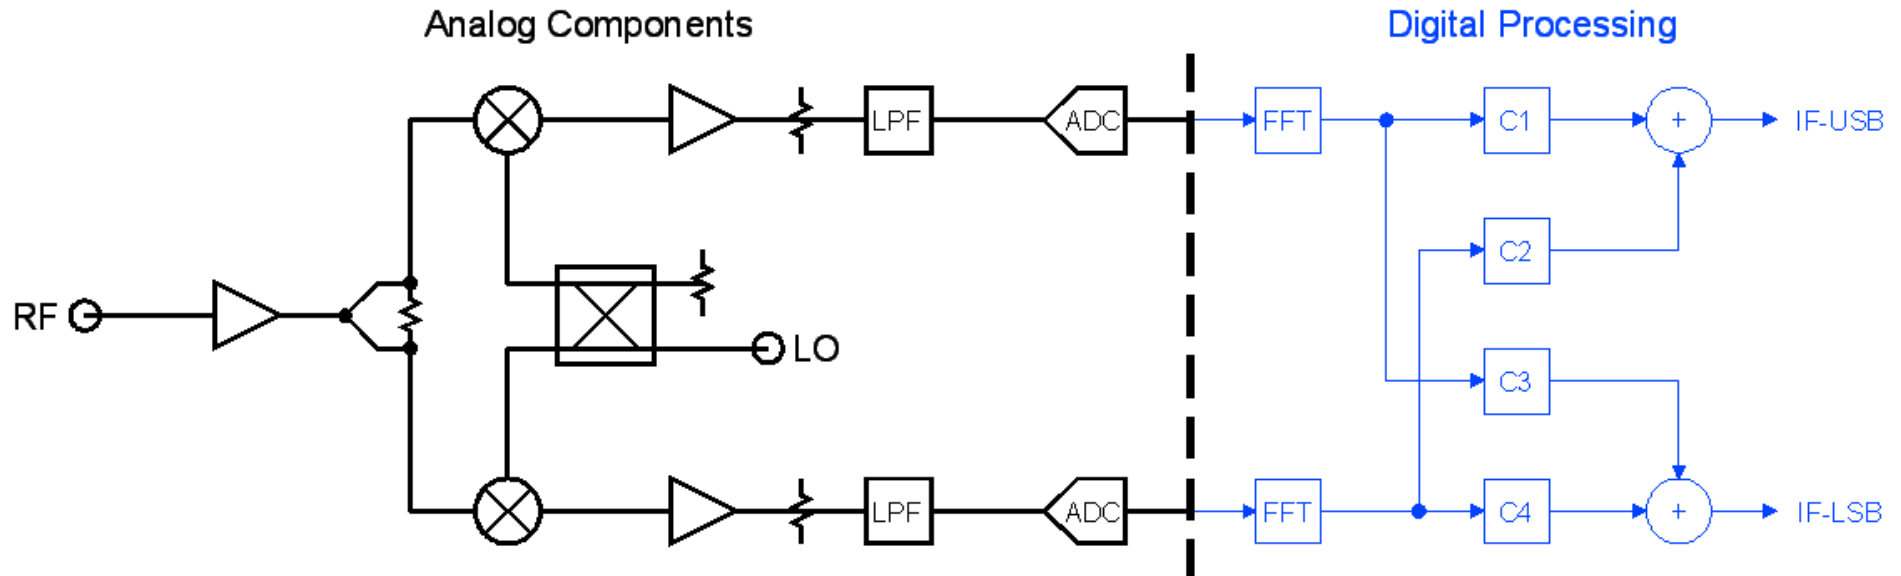 Analog Components
Digital Processing
LPF
ADC
FFT
C1
+
IF-USB
C2
RF
LO
C3
LPF
ADC
FFT
C4
+
IF-LSB